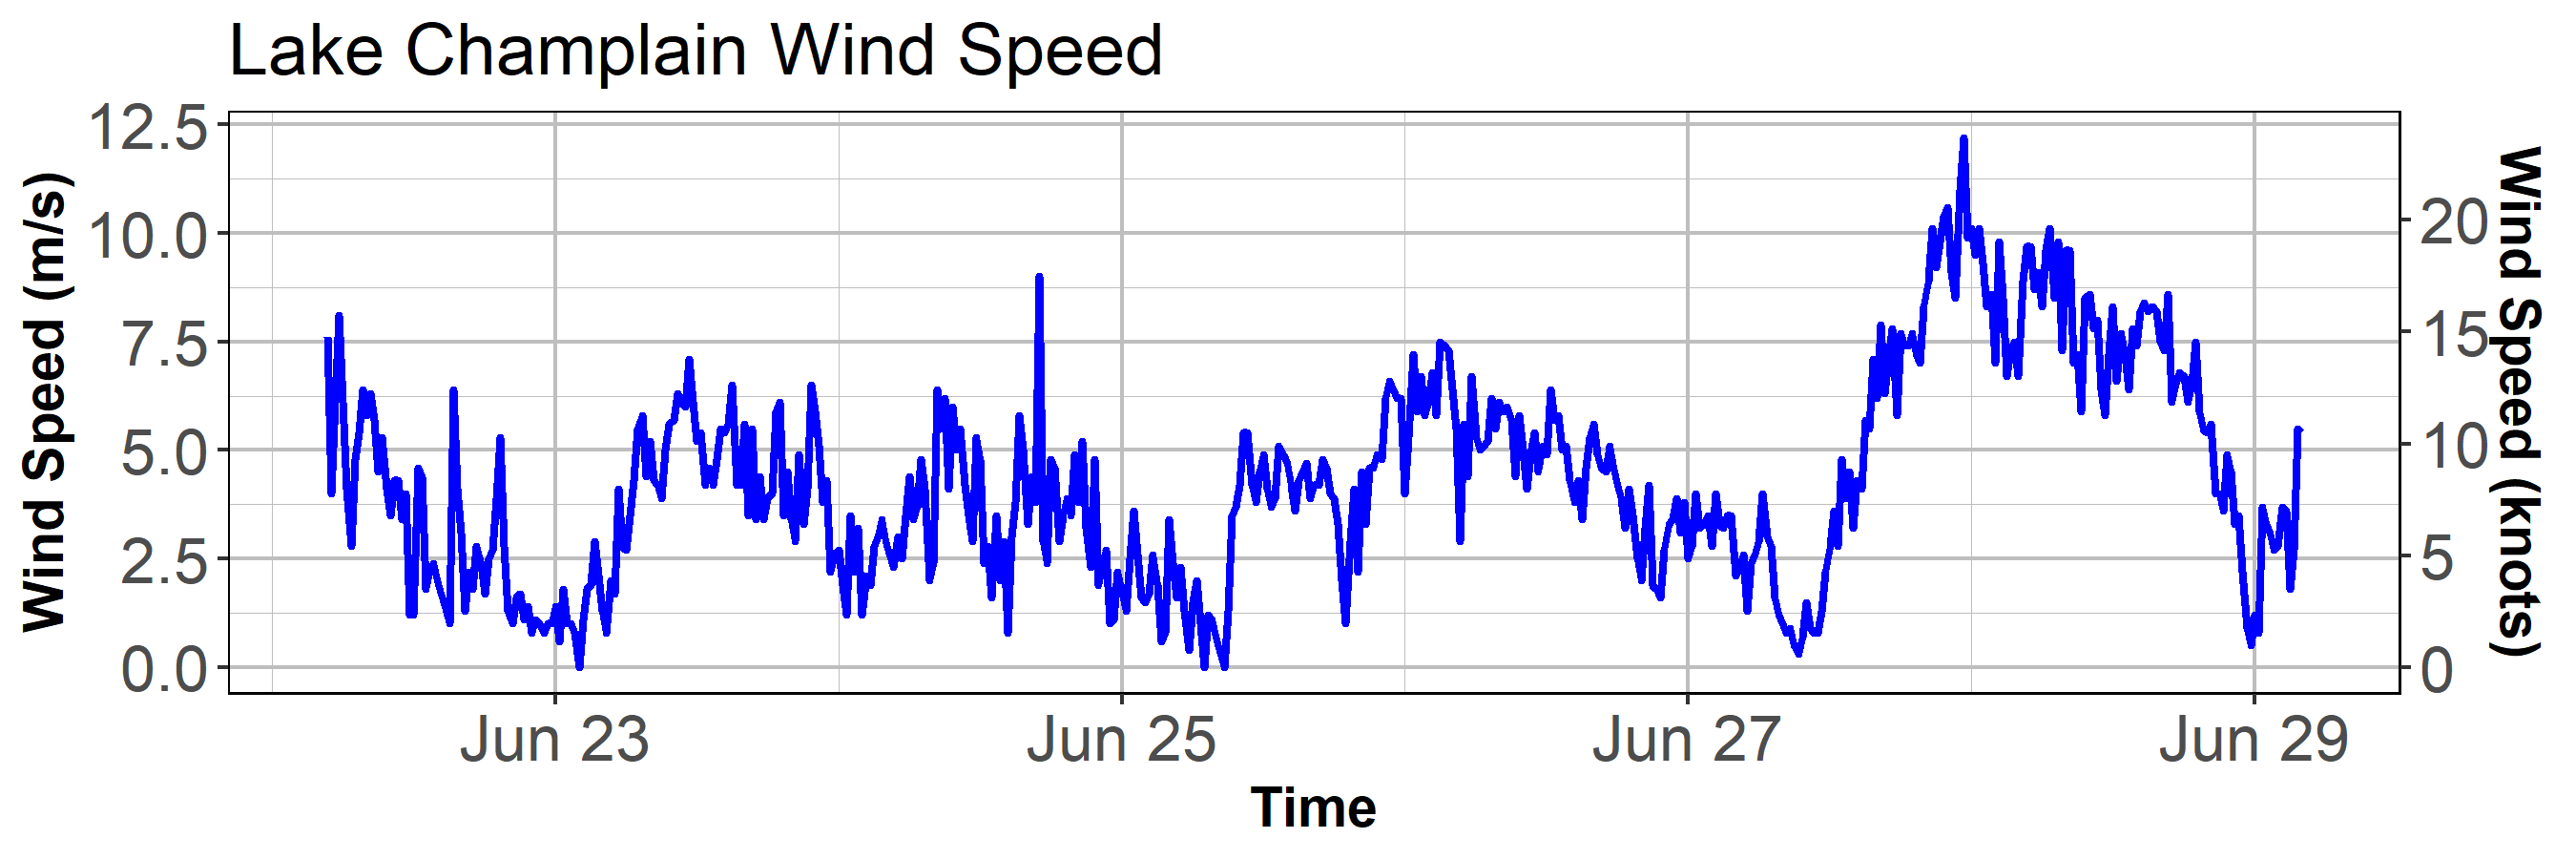 Lake Champlain Wind Speed
12.5
10.0
7.5
5.0
2.5
0.0
Wind Speed (m/s)
20
15
10
5
0
Wind Speed (knots)
Jun 23
Jun 25
Jun 27
Jun 29
Time